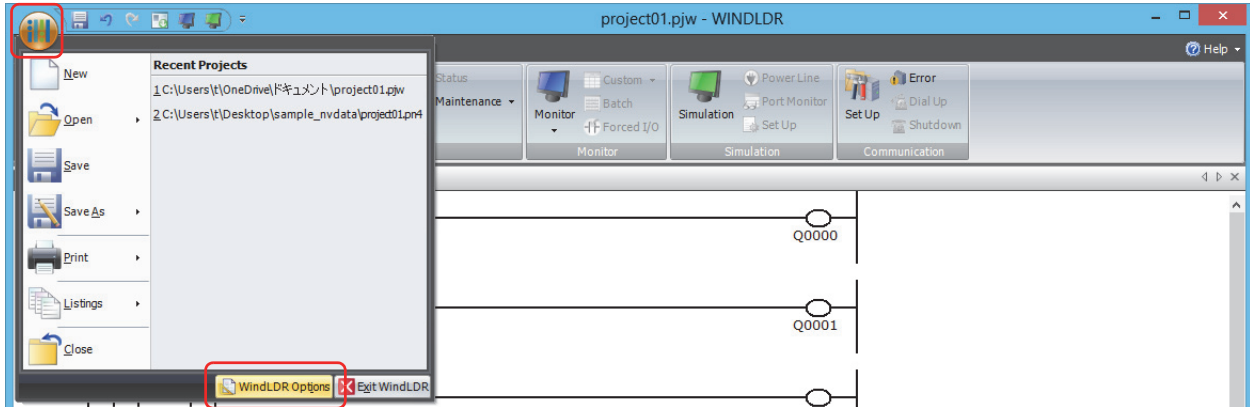 project01.pjw - WINDLDR
Help
New
Open
Save
Save As
Print
Listings
Close
Recent Projects
1 C:\Users\t\OneDrive\ドキュメント\project01.pjw
2 C:\Users\t\Desktop\sample_nvdata\project01.pn4
WindLDR Options
Exit WindLDR
Status
Maintenance
Monitor
Custom
Batch
Forced I/O
Monitor
Simulation
Power Line
Port Monitor
Set Up
Simulation
Set Up
Error
Dial Up
Shutdown
Communication
Q0000
Q0001